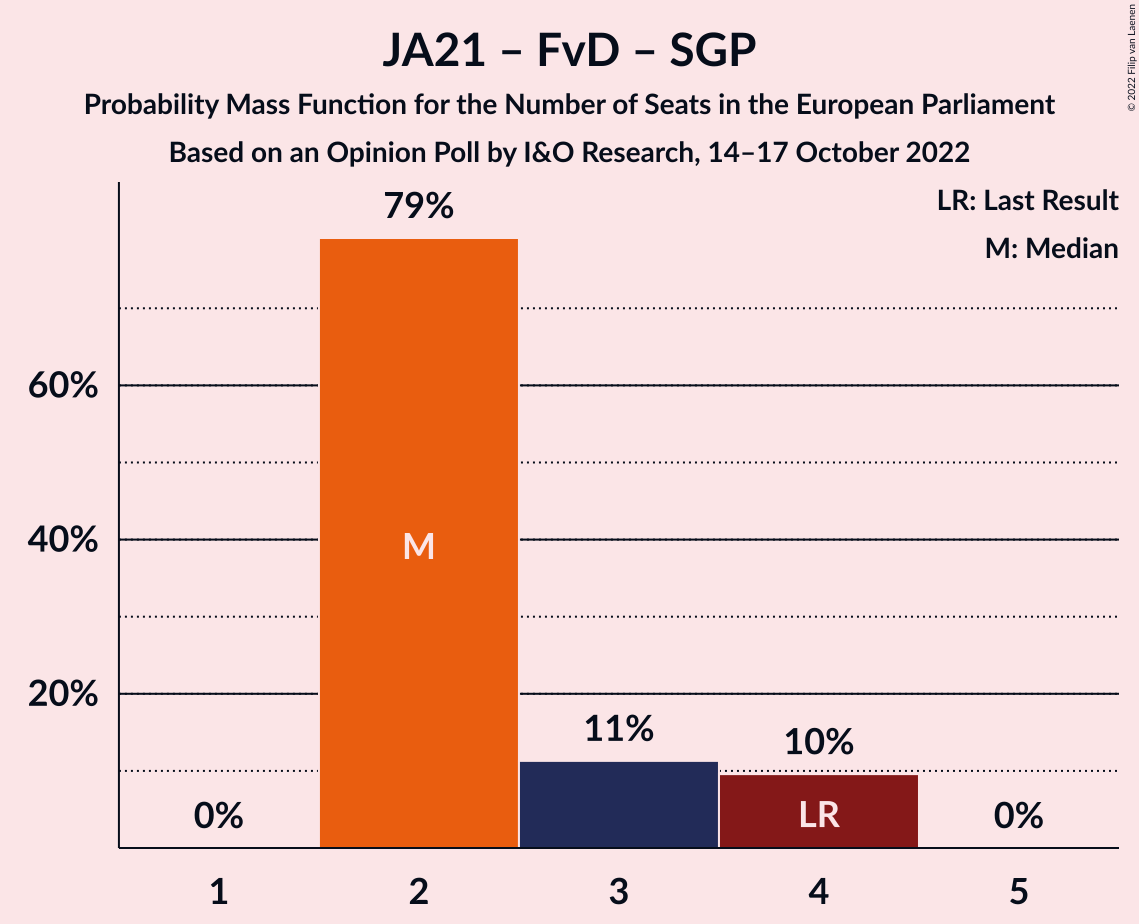 JA21 – FvD – SGP
Probability Mass Function for the Number of Seats in the European Parliament
Based on an Opinion Poll by I&O Research, 14–17 October 2022
© 2022 Filip van Laenen
LR: Last Result
M: Median
79%
60%
40%
20%
M
11%
10%
LR
0%
0%
1 2 3 4 5